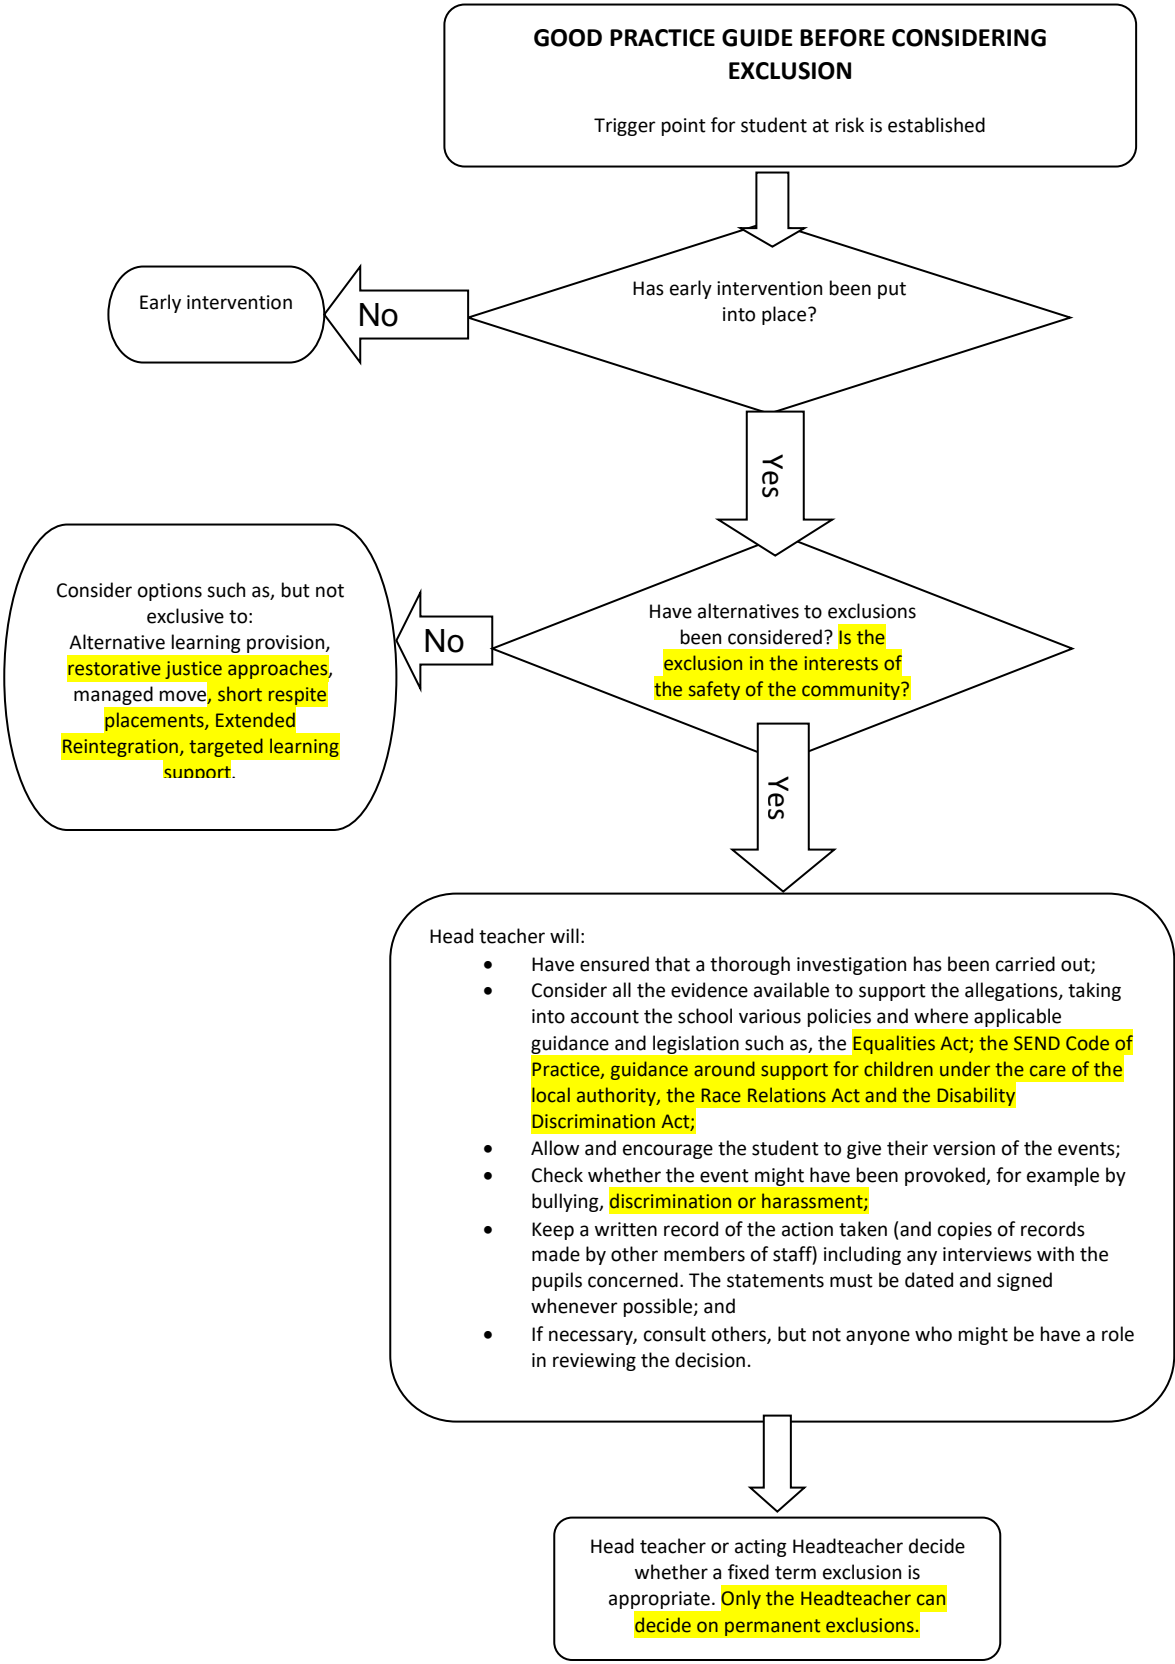 GOOD PRACTICE GUIDE BEFORE CONSIDERING
EXCLUSION
Trigger point for student at risk is established
Has early intervention been put
into place?
No
Early intervention
Yes
Have alternatives to exclusions
been considered? Is the
exclusion in the interests of
the safety of the community?
No
Consider options such as, but not
exclusive to:
Alternative learning provision,
restorative justice approaches,
managed move, short respite
placements, Extended
Reintegration, targeted learning
support.
Yes
Head teacher will:
• Have ensured that a thorough investigation has been carried out;
• Consider all the evidence available to support the allegations, taking
into account the school various policies and where applicable
guidance and legislation such as, the Equalities Act; the SEND Code of
Practice, guidance around support for children under the care of the
local authority, the Race Relations Act and the Disability
Discrimination Act;
• Allow and encourage the student to give their version of the events;
• Check whether the event might have been provoked, for example by
bullying, discrimination or harassment;
• Keep a written record of the action taken (and copies of records
made by other members of staff) including any interviews with the
pupils concerned. The statements must be dated and signed
whenever possible; and
• If necessary, consult others, but not anyone who might be have a role
in reviewing the decision.
Head teacher or acting Headteacher decide
whether a fixed term exclusion is
appropriate. Only the Headteacher can
decide on permanent exclusions.